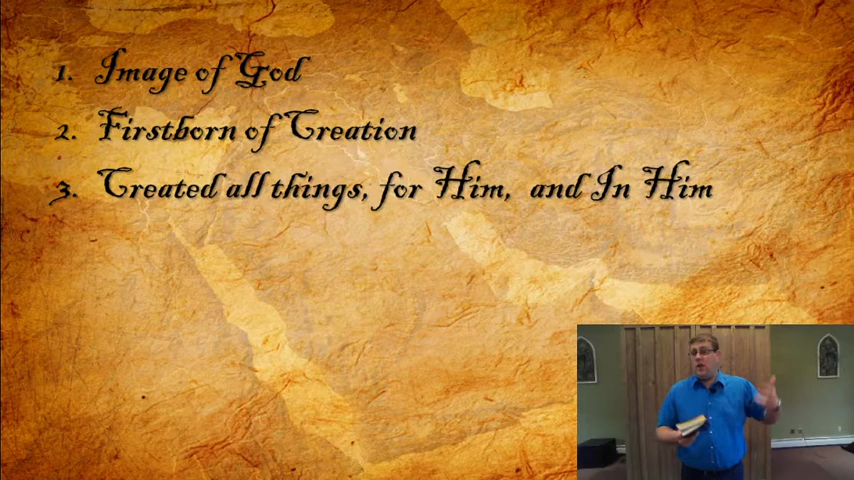 1. Image of God
2. Firstborn of Creation
3. Created all things, for Him, and In Him